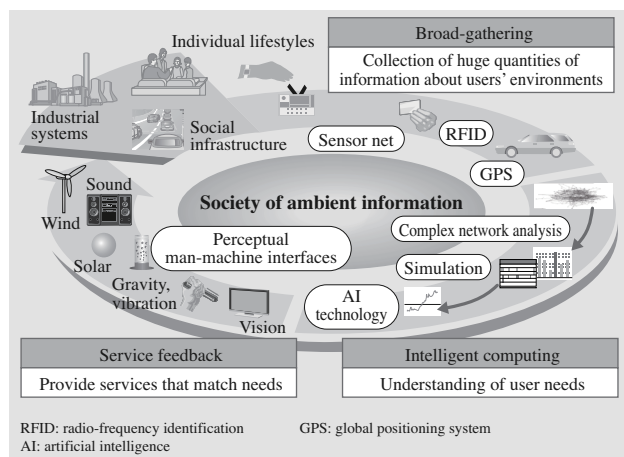 Individual lifestyles
Broad-gathering
Collection of huge quantities of
information about users' environments
Industrial
systems
Social
infrastructure
Sensor net
RFID
GPS
Sound
Wind
Society of ambient information
Complex network analysis
Perceptual
man-machine interfaces
Solar
Simulation
Gravity,
vibration
AI
technology
Vision
Service feedback
Provide services that match needs
Intelligent computing
Understanding of user needs
RFID: radio-frequency identification
GPS: global positioning system
AI: artificial intelligence